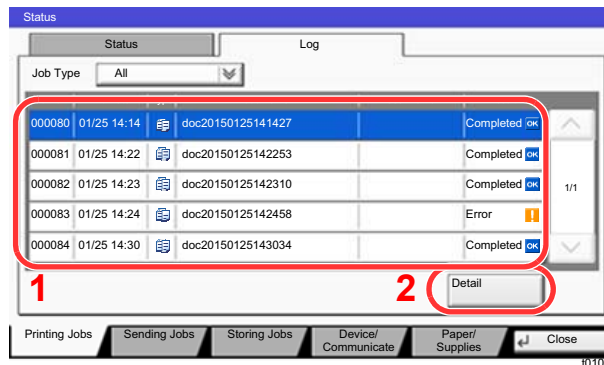 Status
Status Log
Job Type All
000080 01/25 14:14 doc20150125141427 Completed OK
000081 01/25 14:22 doc20150125142253 Completed OK
000082 01/25 14:23 doc20150125142310 Completed OK
1/1
000083 01/25 14:24 doc20150125142458 Error !
000084 01/25 14:30 doc20150125143034 Completed OK
1 2 Detail
Printing Jobs Sending Jobs Storing Jobs Device/
Communicate Paper/
Supplies Close